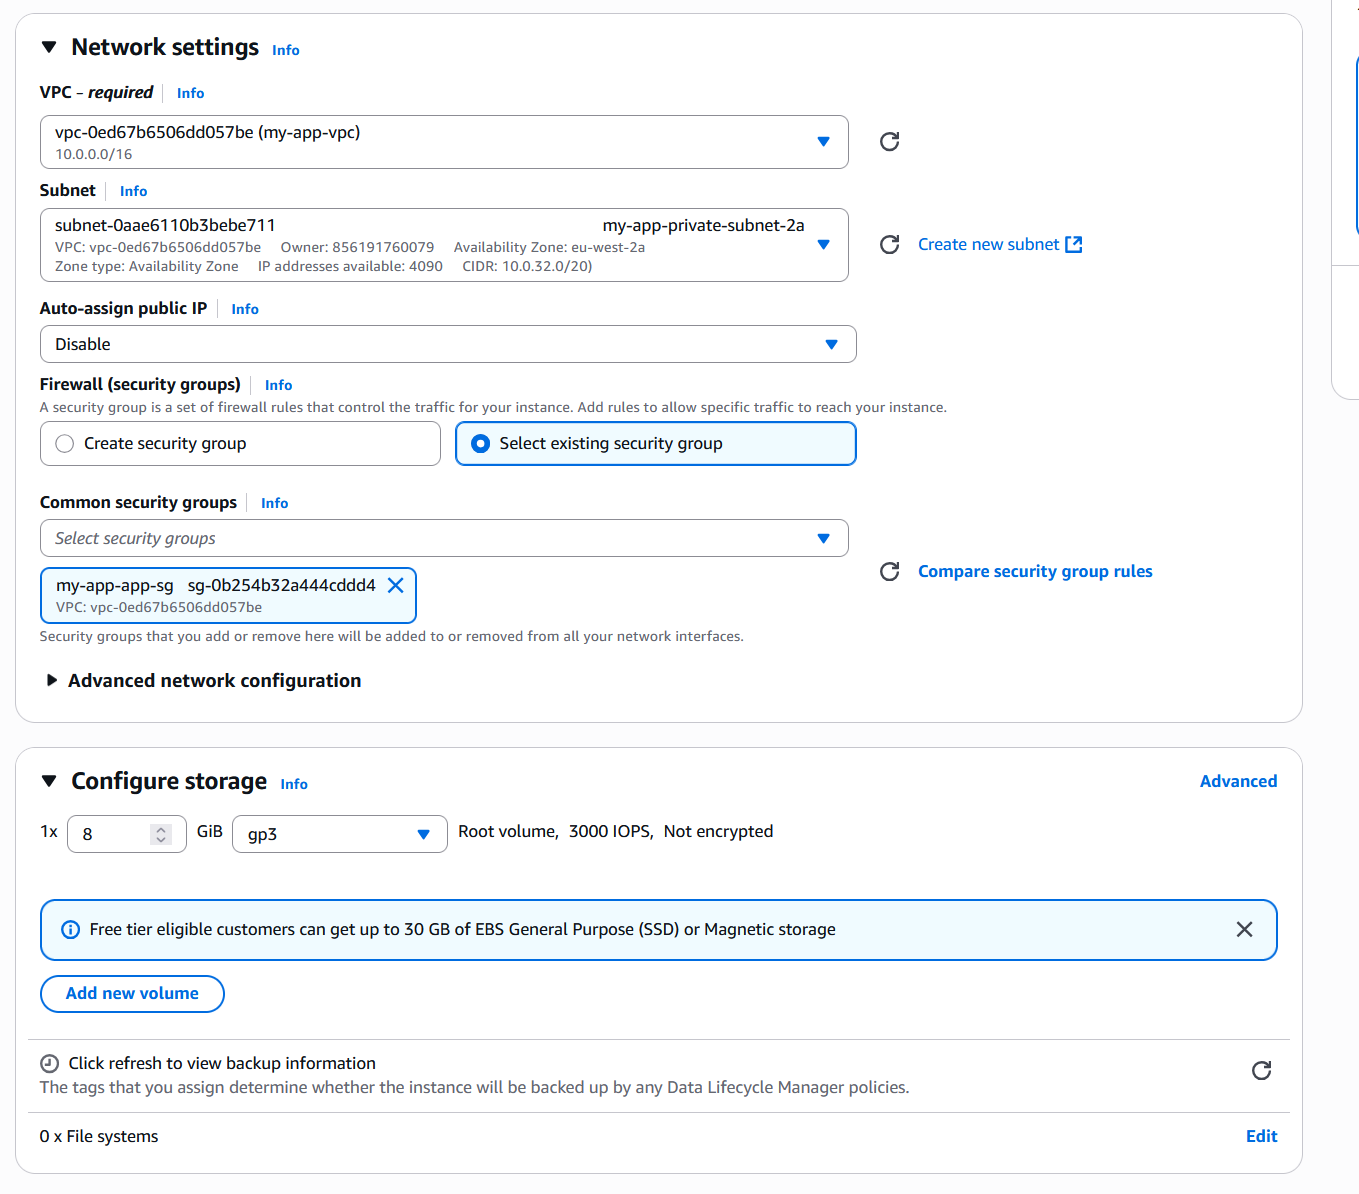 Network settings Info
VPC - required Info
vpc-0ed67b6506dd057be (my-app-vpc)
10.0.0.0/16
Subnet Info
subnet-0aae6110b3bebe711 my-app-private-subnet-2a
VPC: vpc-0ed67b6506dd057be Owner: 856191760079 Availability Zone: eu-west-2a
Zone type: Availability Zone IP addresses available: 4090 CIDR: 10.0.32.0/20)
Create new subnet
Auto-assign public IP Info
Disable
Firewall (security groups) Info
A security group is a set of firewall rules that control the traffic for your instance. Add rules to allow specific traffic to reach your instance.
Create security group
Select existing security group
Common security groups Info
Select security groups
my-app-app-sg sg-0b254b32a444cddd4
VPC: vpc-0ed67b6506dd057be
Compare security group rules
Security groups that you add or remove here will be added to or removed from all your network interfaces.
Advanced network configuration
Configure storage Info
Advanced
1x 8 GiB gp3 Root volume, 3000 IOPS, Not encrypted
Free tier eligible customers can get up to 30 GB of EBS General Purpose (SSD) or Magnetic storage
Add new volume
Click refresh to view backup information
The tags that you assign determine whether the instance will be backed up by any Data Lifecycle Manager policies.
0 x File systems
Edit